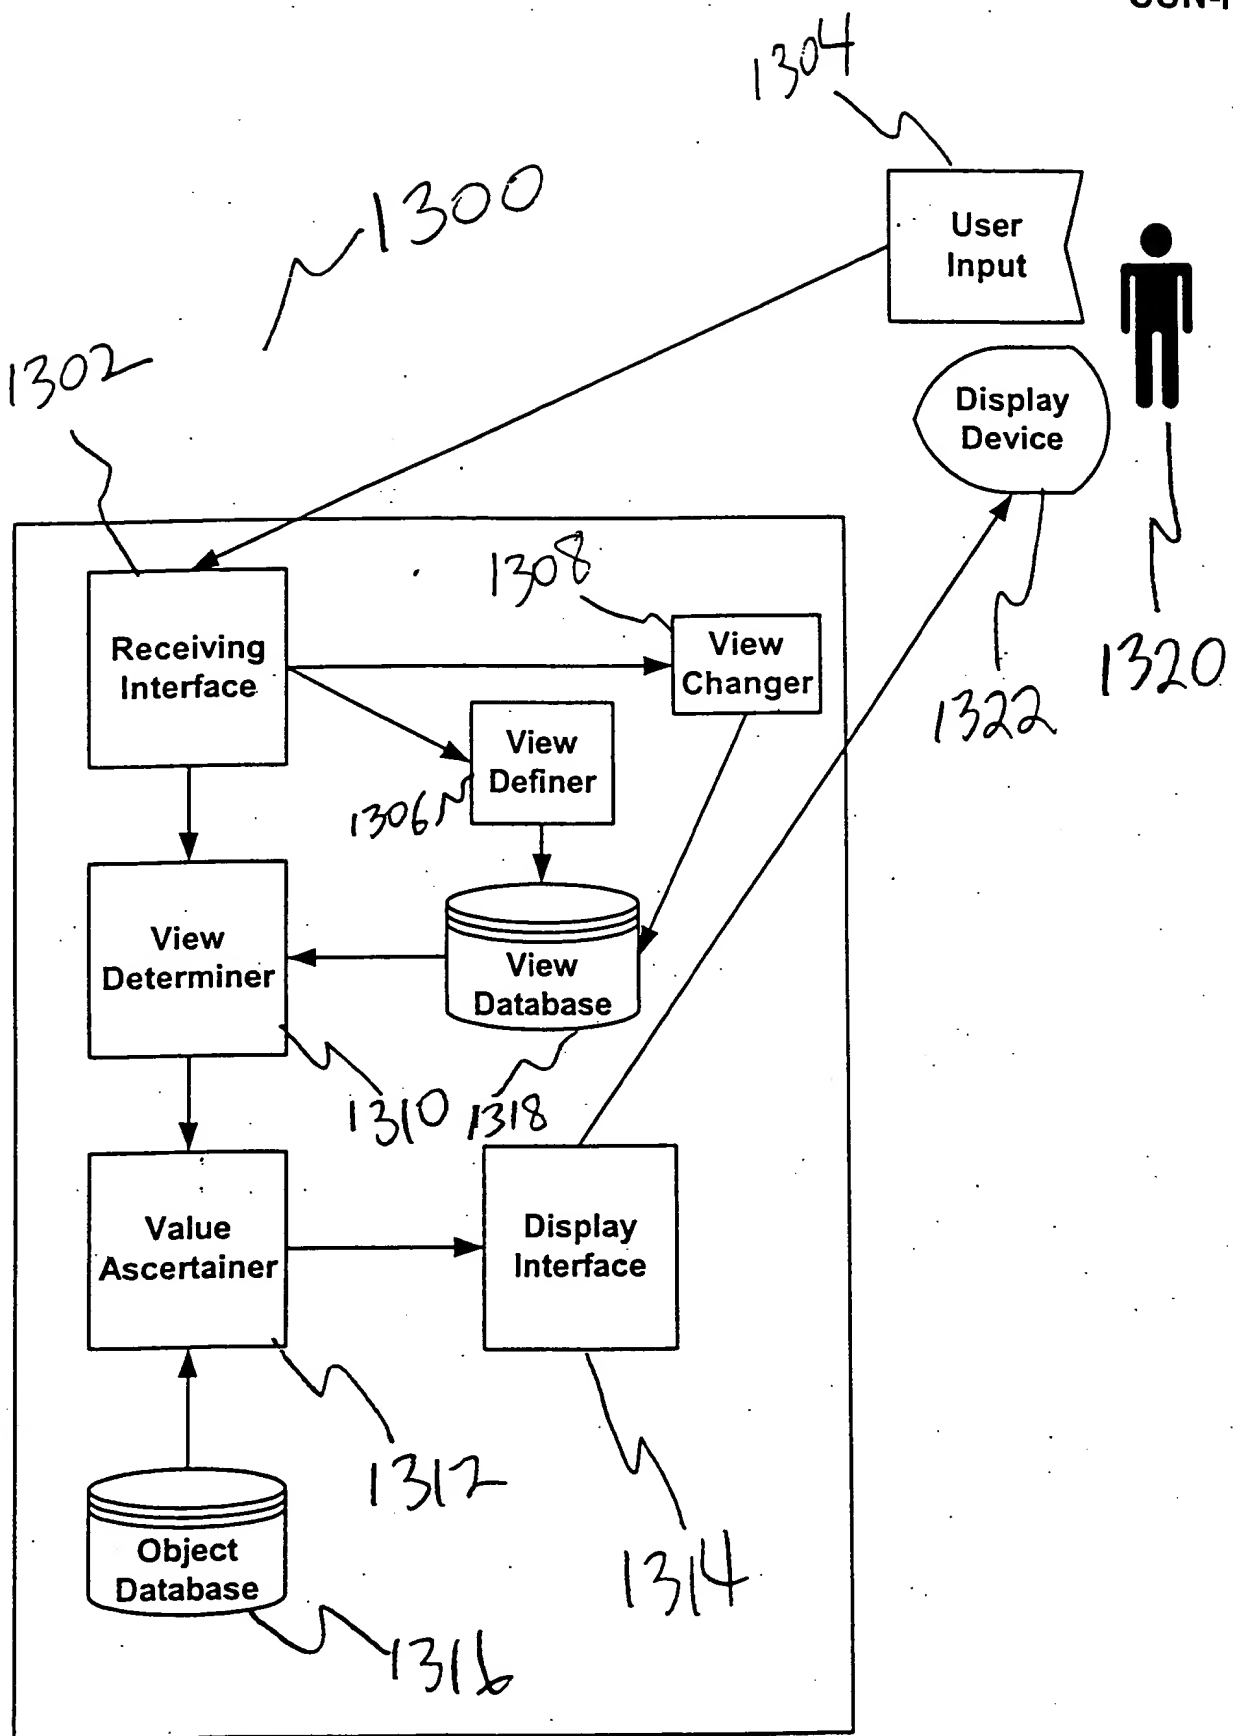 1304
1300
User
Input
1302
Display
Device
1308
Receiving
Interface
View
Changer
1320
1322
View
Definer
1306
View
Determiner
View
Database
1310
1318
Value
Ascertainer
Display
Interface
1312
Object
Database
1314
1316